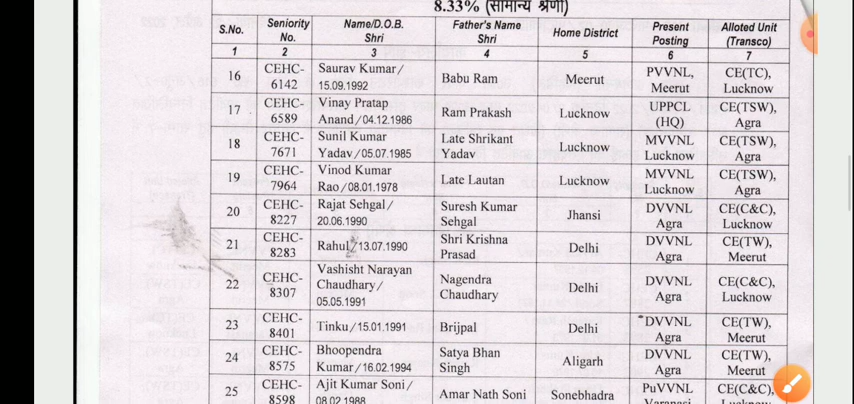 8.33% (सामान्य श्रेणी)
S.No. Seniority No. Name/D.O.B. Shri Father's Name Shri Home District Present Posting Alloted Unit (Transco)
1 2 3 4 5 6 7
16 CEHC-6142 Saurav Kumar/ 15.09.1992 Babu Ram Meerut PVVNL, Meerut CE(TC), Lucknow
17 CEHC-6589 Vinay Pratap Anand/04.12.1986 Ram Prakash Lucknow UPPCL (HQ) CE(TSW), Agra
18 CEHC-7671 Sunil Kumar Yadav/05.07.1985 Late Shrikant Yadav Lucknow MVVNL Lucknow CE(TSW), Agra
19 CEHC-7964 Vinod Kumar Rao/08.01.1978 Late Lautan Lucknow MVVNL Lucknow CE(TSW), Agra
20 CEHC-8227 Rajat Sehgal/ 20.06.1990 Suresh Kumar Sehgal Jhansi DVVNL Agra CE(C&C), Lucknow
21 CEHC-8283 Rahul/13.07.1990 Shri Krishna Prasad Delhi DVVNL Agra CE(TW), Meerut
22 CEHC-8307 Vashisht Narayan Chaudhary/ 05.05.1991 Nagendra Chaudhary Delhi DVVNL Agra CE(C&C), Lucknow
23 CEHC-8401 Tinku/15.01.1991 Brijpal Delhi DVVNL Agra CE(TW), Meerut
24 CEHC-8575 Bhoopendra Kumar/16.02.1994 Satya Bhan Singh Aligarh DVVNL Agra CE(TW), Meerut
25 CEHC-8598 Ajit Kumar Soni/ 08.02.1988 Amar Nath Soni Sonebhadra PuVVNL Varanasi CE(C&C), Lucknow